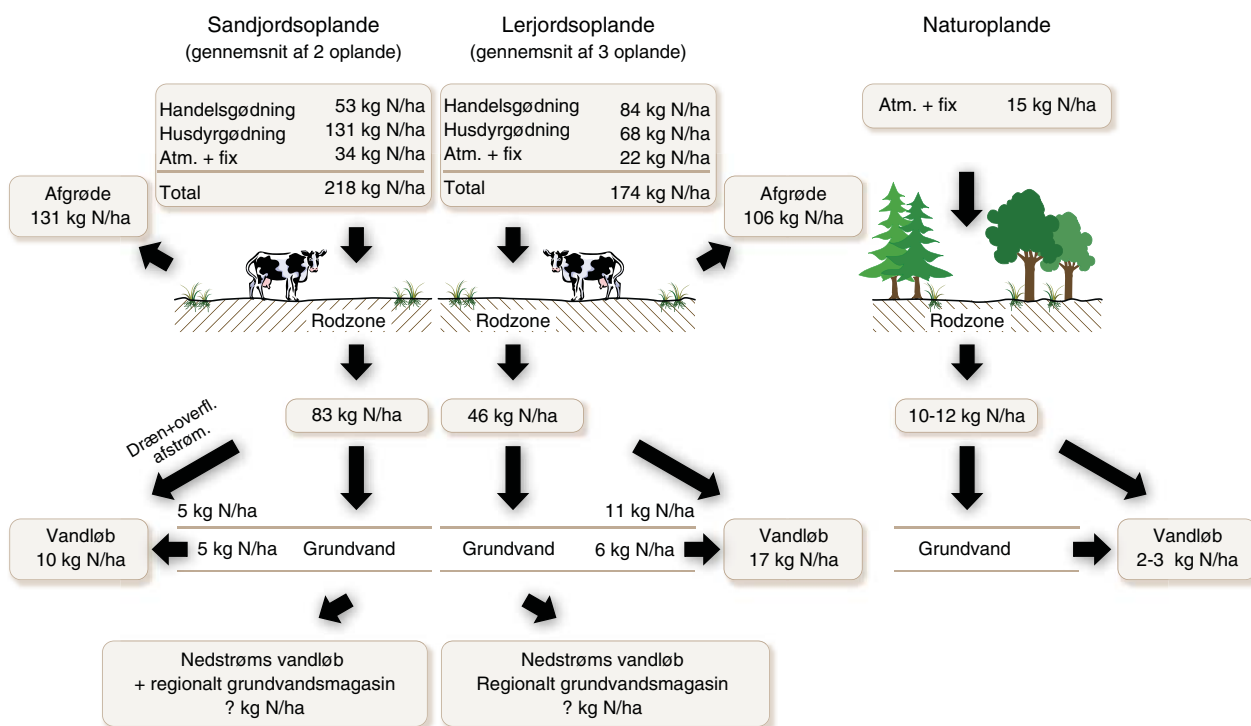 Sandjordsoplande
(gennemsnit af 2 oplande)
Lerjordsoplande
(gennemsnit af 3 oplande)
Naturoplande
Handelsgødning 53 kg N/ha
Husdyrgødning 131 kg N/ha
Atm. + fix 34 kg N/ha
Total 218 kg N/ha
Handelsgødning 84 kg N/ha
Husdyrgødning 68 kg N/ha
Atm. + fix 22 kg N/ha
Total 174 kg N/ha
Atm. + fix 15 kg N/ha
Afgrøde
131 kg N/ha
Afgrøde
106 kg N/ha
Rodzone
Rodzone
Rodzone
83 kg N/ha
46 kg N/ha
10-12 kg N/ha
Dræn+overfl.
afstrøm.
5 kg N/ha
11 kg N/ha
Vandløb
10 kg N/ha
5 kg N/ha
Grundvand
Grundvand
6 kg N/ha
Vandløb
17 kg N/ha
Grundvand
Vandløb
2-3 kg N/ha
Nedstrøms vandløb
+ regionalt grundvandsmagasin
? kg N/ha
Nedstrøms vandløb
Regionalt grundvandsmagasin
? kg N/ha